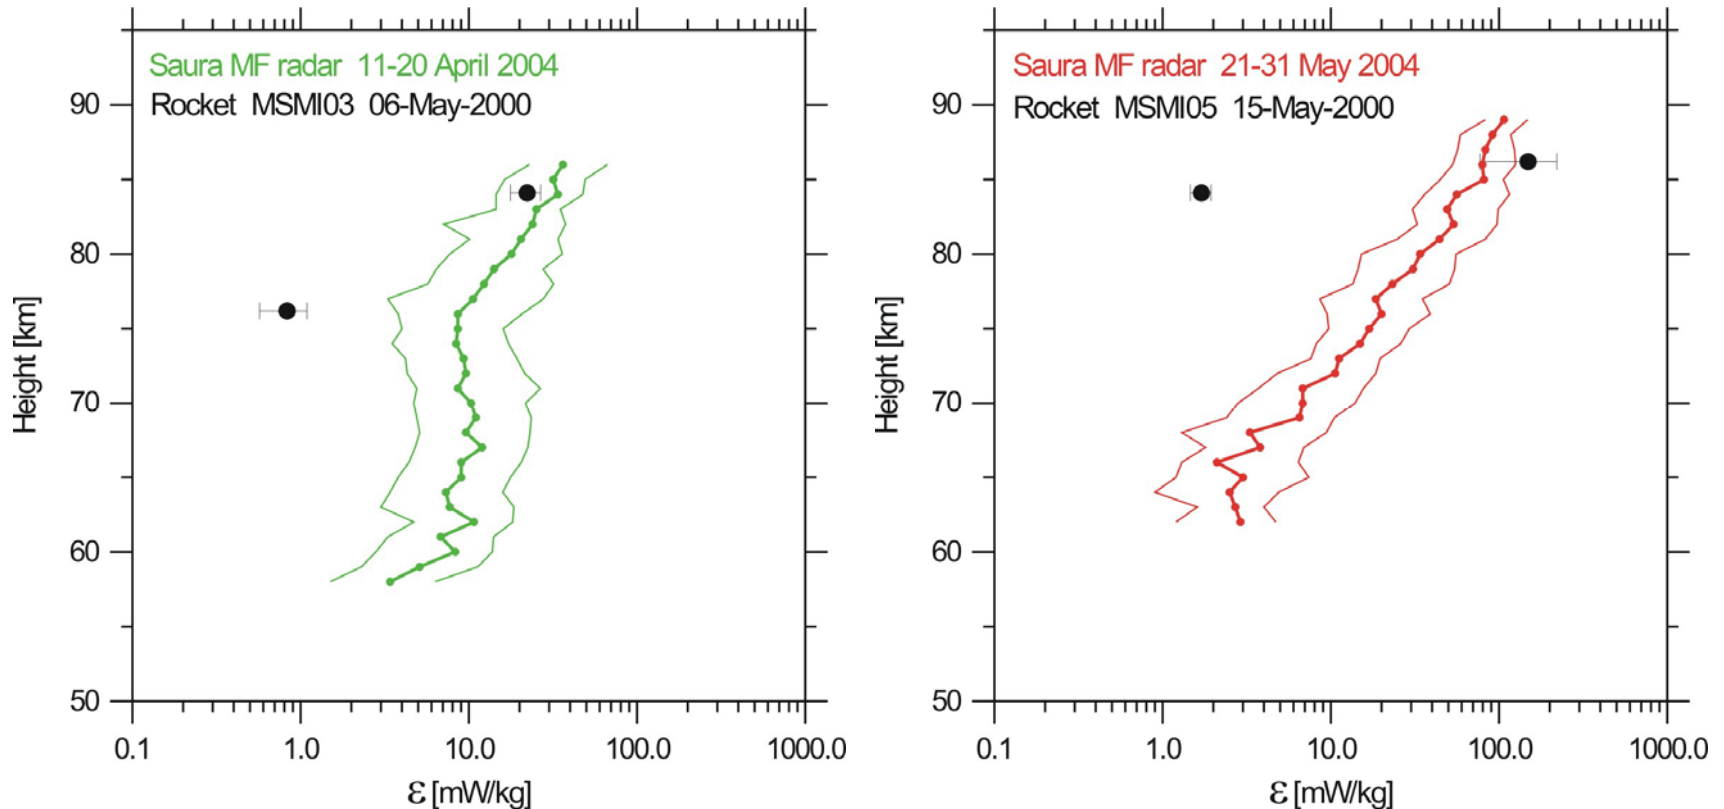 Saura MF radar 11-20 April 2004
Rocket MSMI03 06-May-2000
90
80
70
60
50
Height [km]
0.1 1.0 10.0 100.0 1000.0
ε [mW/kg]
Saura MF radar 21-31 May 2004
Rocket MSMI05 15-May-2000
90
80
70
60
50
Height [km]
0.1 1.0 10.0 100.0 1000.0
ε [mW/kg]